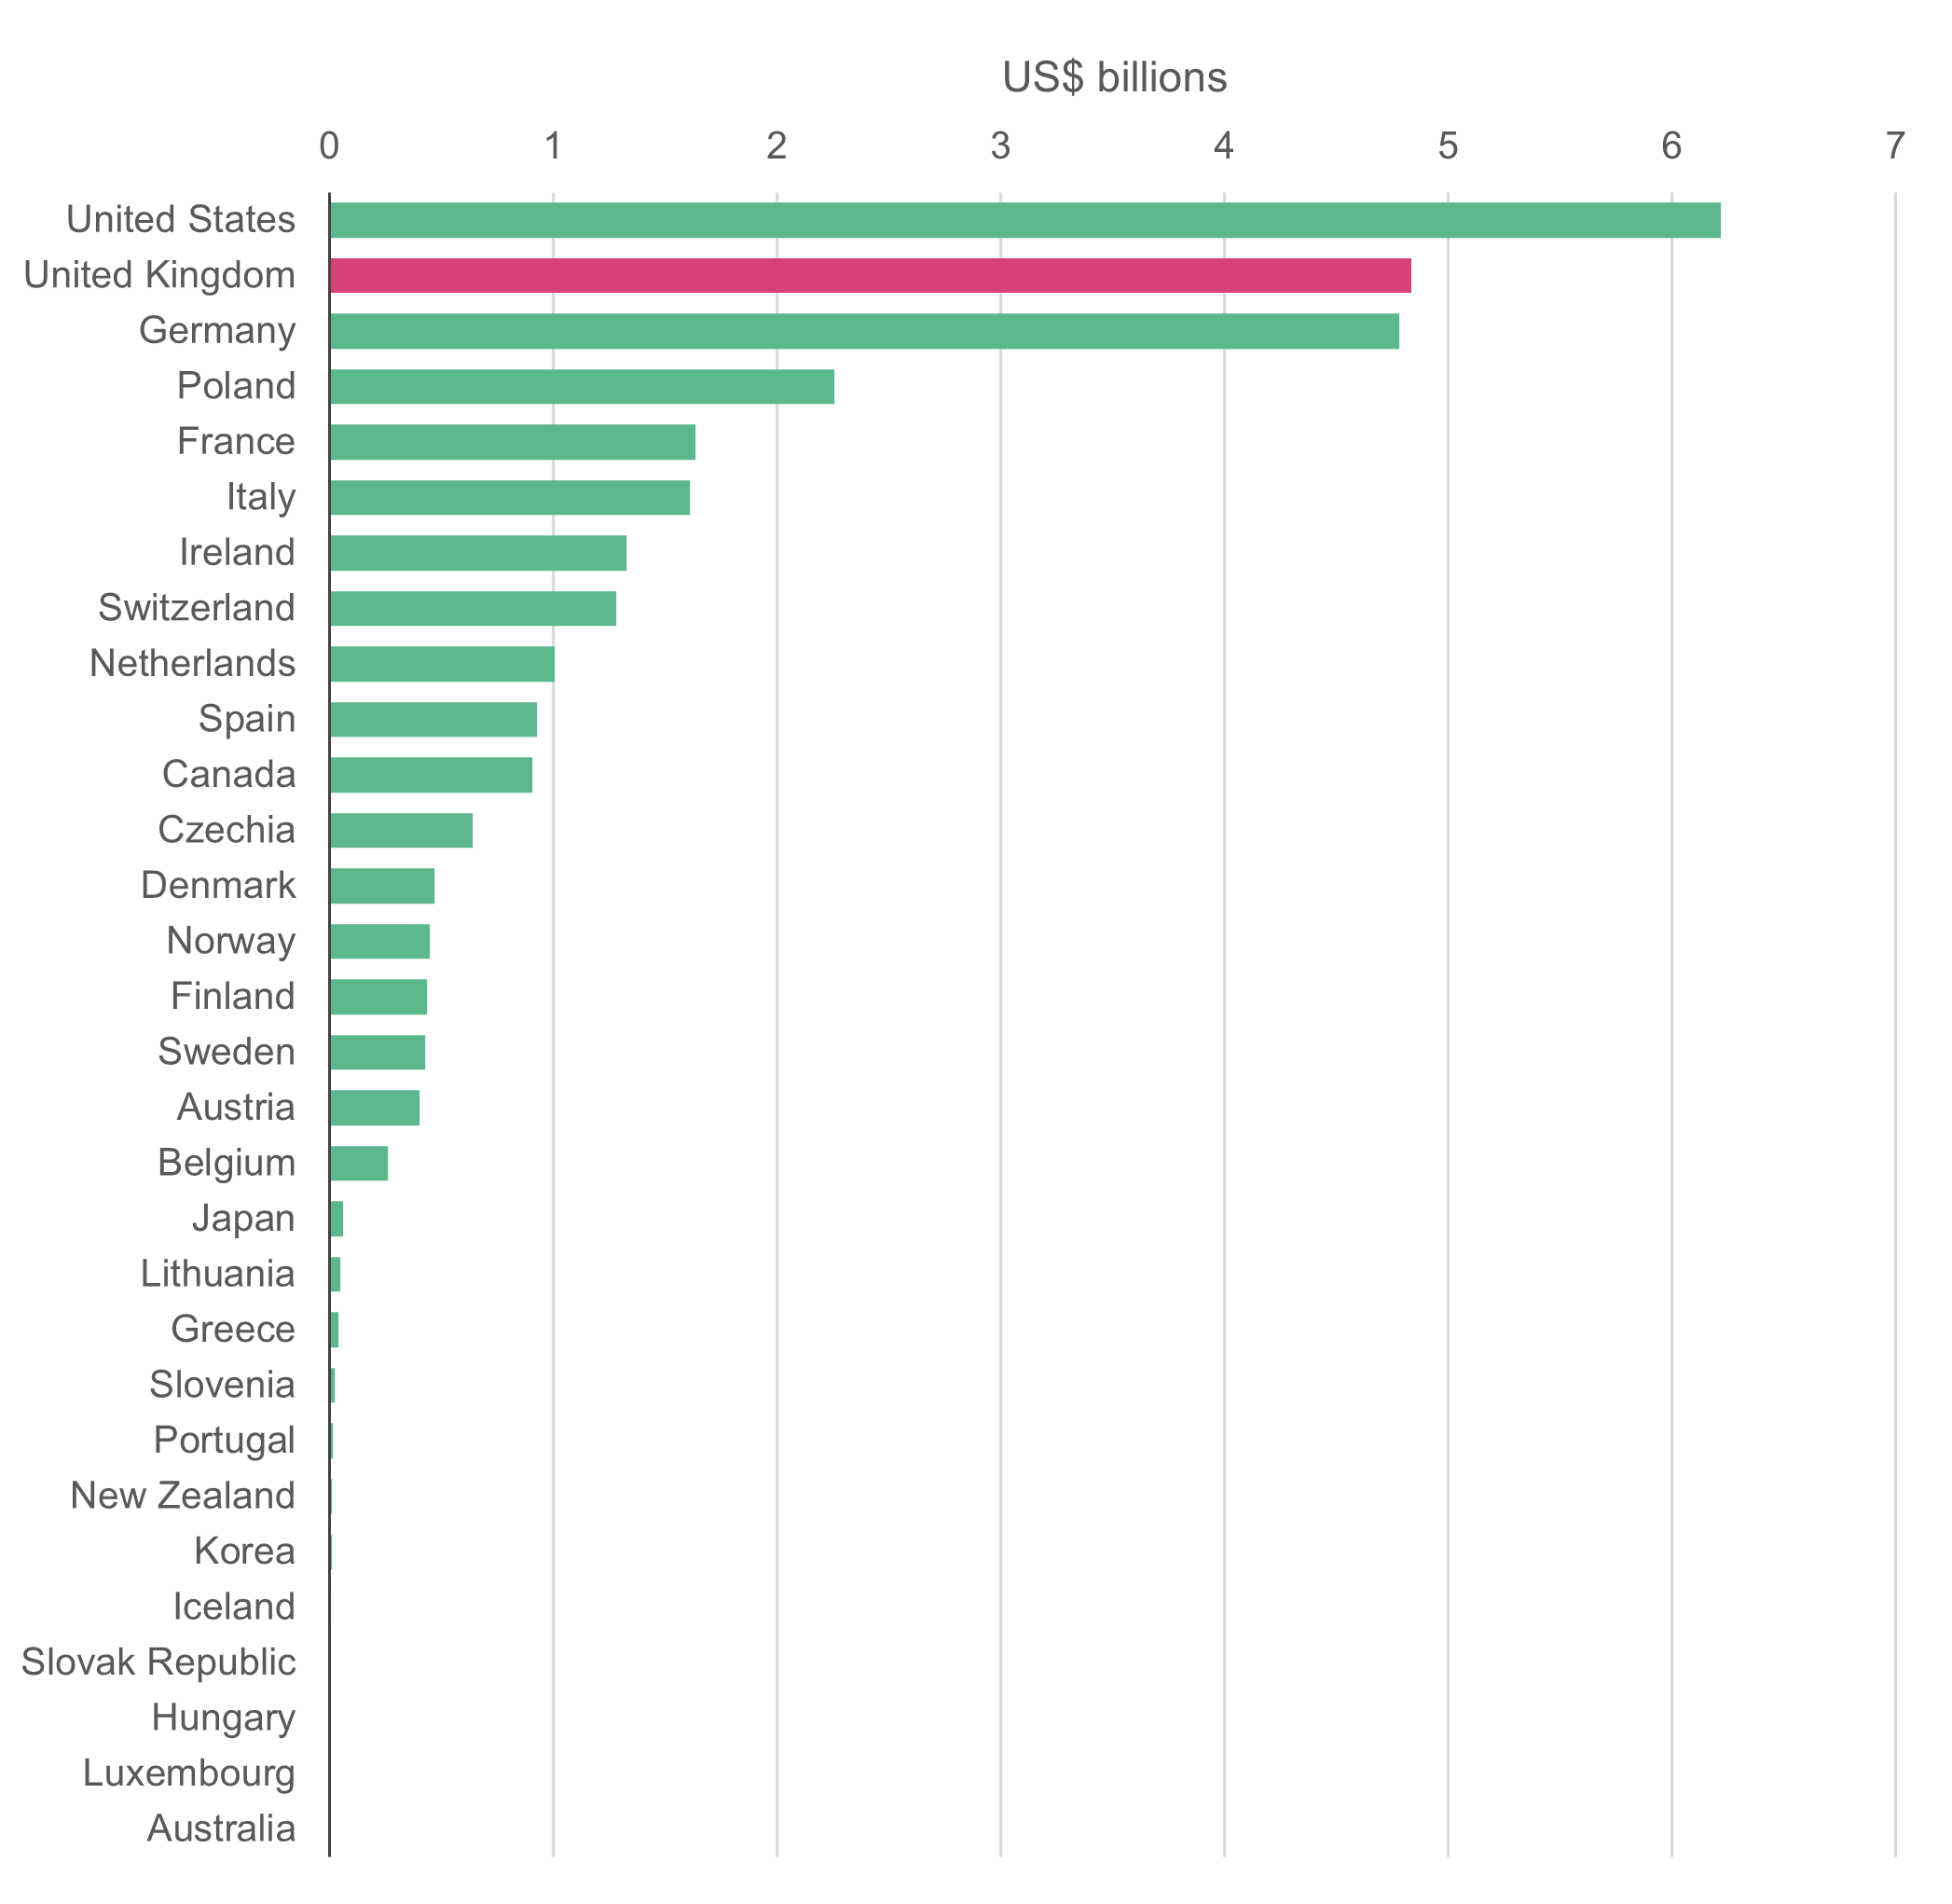 US$ billions
0 1 2 3 4 5 6 7
United States
United Kingdom
Germany
Poland
France
Italy
Ireland
Switzerland
Netherlands
Spain
Canada
Czechia
Denmark
Norway
Finland
Sweden
Austria
Belgium
Japan
Lithuania
Greece
Slovenia
Portugal
New Zealand
Korea
Iceland
Slovak Republic
Hungary
Luxembourg
Australia